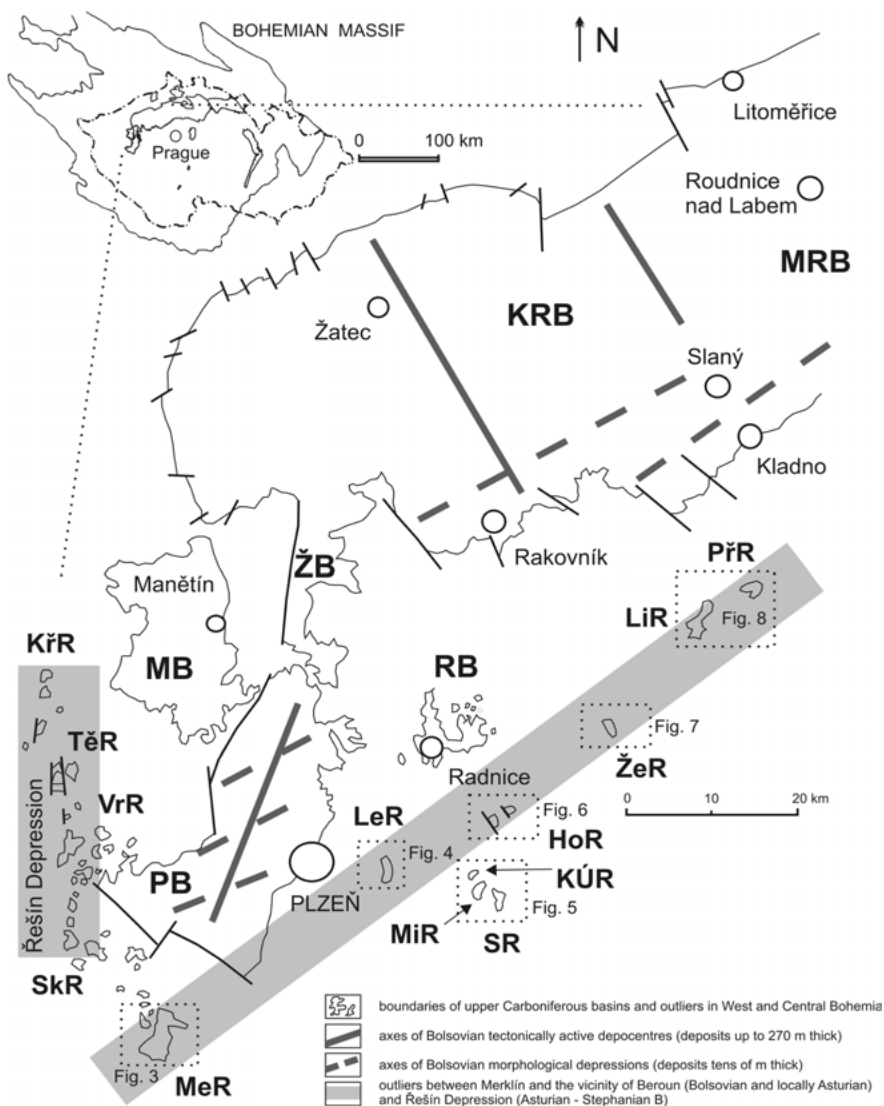 BOHEMIAN MASSIF
N
Prague
0 100 km
Litoměřice
Roudnice
nad Labem
MRB
KRB
Žatec
Slaný
Kladno
Rakovník
ŽB
Manětín
MB
PřR
LiR
Fig. 8
KřR
RB
TěR
Fig. 7
ŽeR
Radnice
VrR
0 10 20 km
LeR
Fig. 6
HoR
Fig. 4
KÚR
PB
PLZEŇ
Řešín Depression
Fig. 5
MiR
SR
SkR
Fig. 3
MeR
boundaries of upper Carboniferous basins and outliers in West and Central Bohemia
axes of Bolsovian tectonically active depocentres (deposits up to 270 m thick)
axes of Bolsovian morphological depressions (deposits tens of m thick)
outliers between Merklín and the vicinity of Beroun (Bolsovian and locally Asturian)
and Řešín Depression (Asturian - Stephanian B)